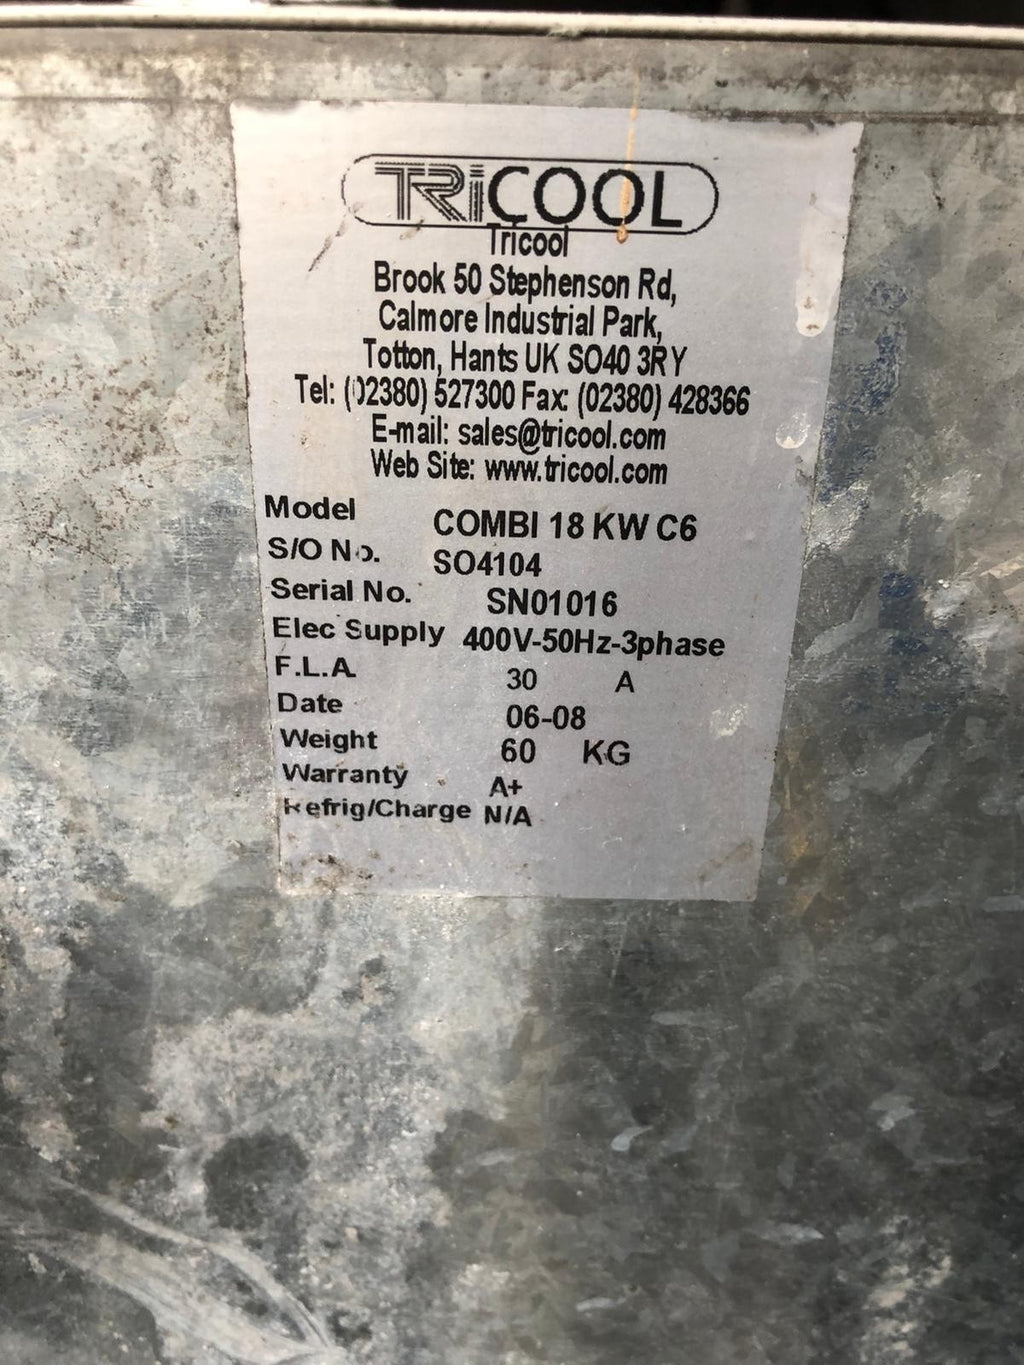 TRiCOOL
Tricool
Brook 50 Stephenson Rd,
Calmore Industrial Park,
Totton, Hants UK SO40 3RY
Tel: (02380) 527300 Fax: (02380) 428366
E-mail: sales@tricool.com
Web Site: www.tricool.com
Model COMBI 18 KW C6
S/O No. SO4104
Serial No. SN01016
Elec Supply 400V-50Hz-3phase
F.L.A. 30 A
Date 06-08
Weight 60 KG
Warranty A+
Refrig/Charge N/A